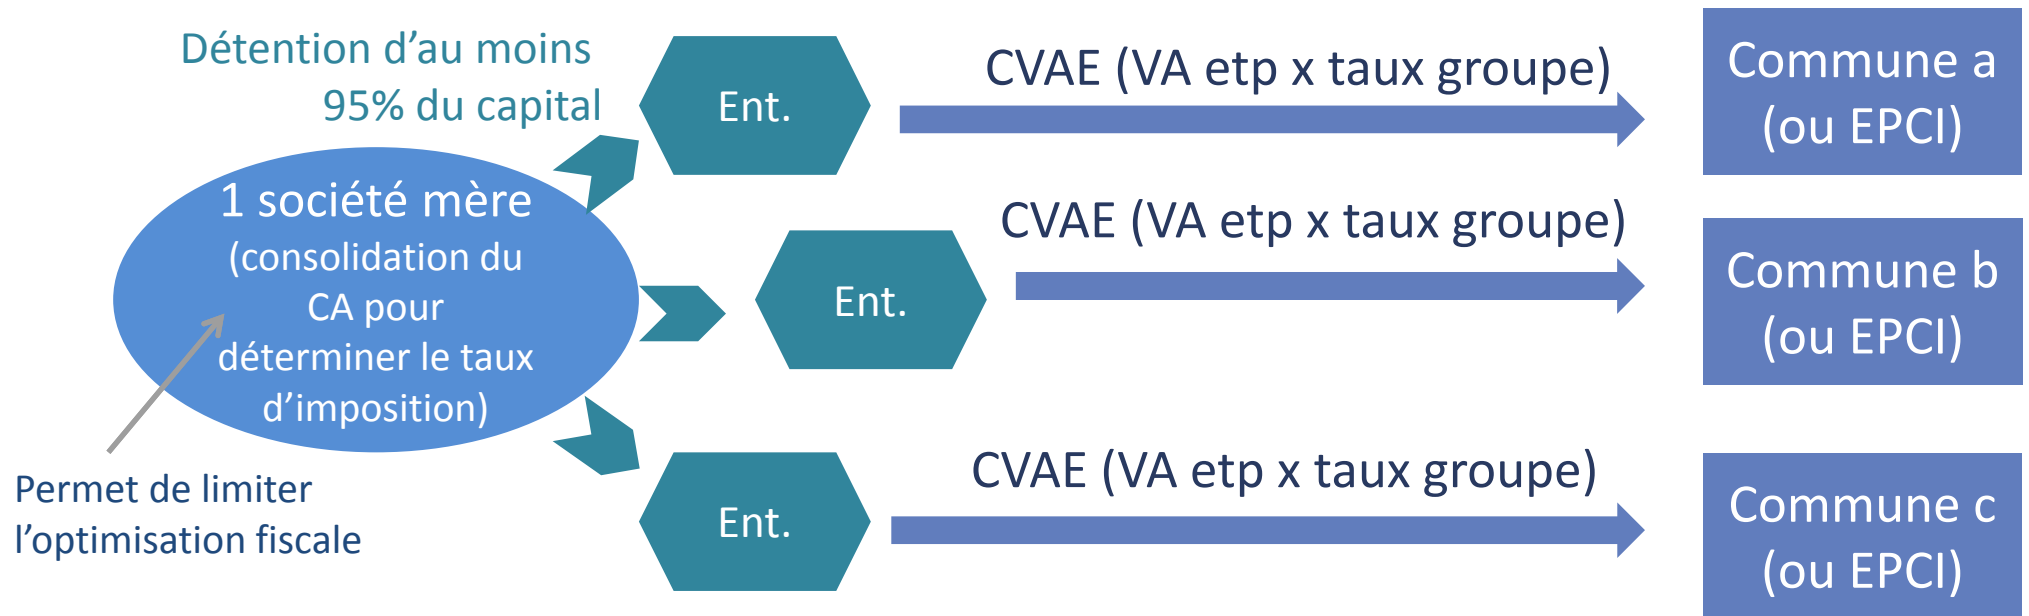 Détention d’au moins
95% du capital
1 société mère
(consolidation du
CA pour
déterminer le taux
d’imposition)
Permet de limiter
l’optimisation fiscale
Ent.
CVAE (VA etp x taux groupe)
Commune a
(ou EPCI)
Ent.
CVAE (VA etp x taux groupe)
Commune b
(ou EPCI)
Ent.
CVAE (VA etp x taux groupe)
Commune c
(ou EPCI)